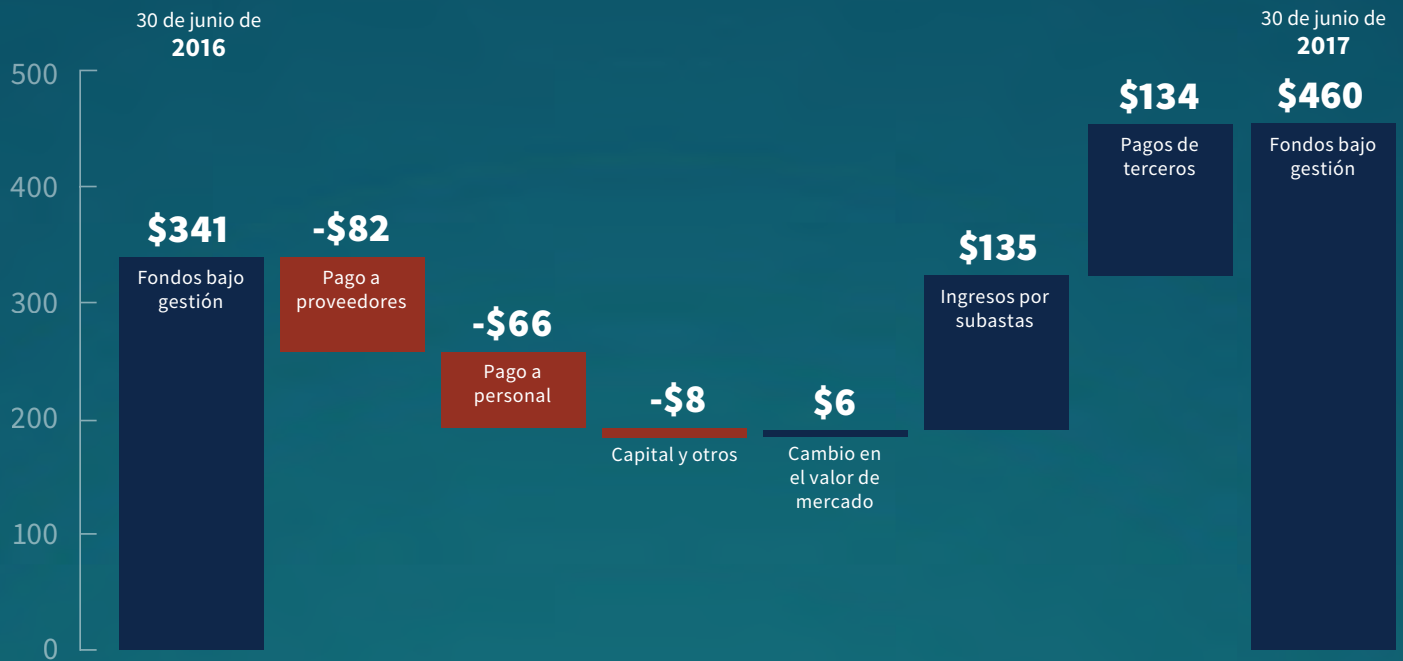 30 de junio de
2016
30 de junio de
2017
500
400
300
200
100
0
$341
Fondos bajo
gestión
-$82
Pago a
proveedores
-$66
Pago a
personal
-$8
Capital y otros
$6
Cambio en
el valor de
mercado
$135
Ingresos por
subastas
$134
Pagos de
terceros
$460
Fondos bajo
gestión